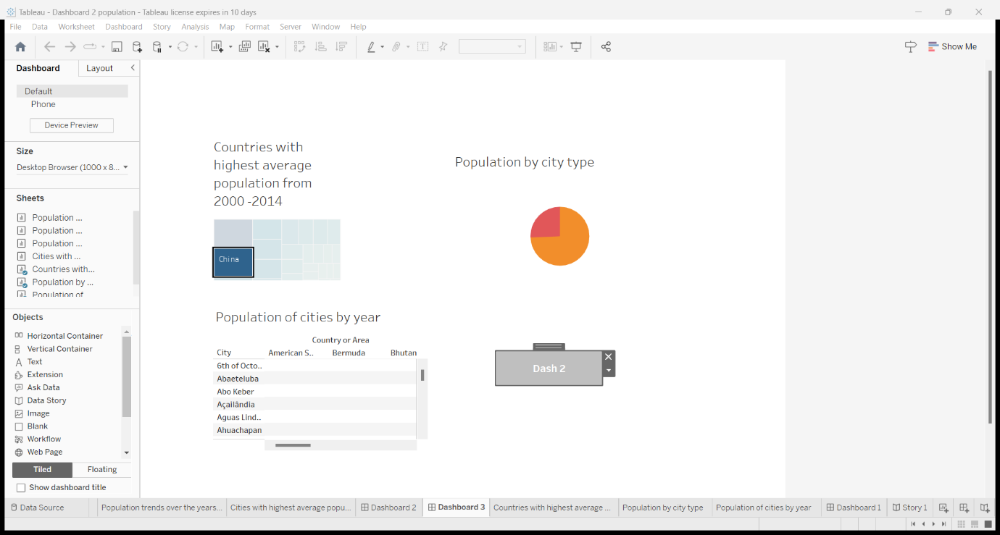 Tableau - Dashboard 2 population - Tableau license expires in 10 days
File Data Worksheet Dashboard Story Analysis Map Format Server Window Help
Show Me
Dashboard Layout
Default
Phone
Device Preview
Size
Desktop Browser (1000 x 8...
Sheets
Population ...
Population ...
Population ...
Cities with ...
Countries with...
Population by ...
Population of
Objects
Horizontal Container
Vertical Container
Text
Extension
Ask Data
Data Story
Image
Blank
Workflow
Web Page
Tiled Floating
Show dashboard title
Countries with
highest average
population from
2000 -2014
China
Population by city type
Population of cities by year
Country or Area
City American S.. Bermuda Bhutan
6th of Octo..
Abaeteluba
Abo Keber
Açailândia
Aguas Lind..
Ahuachapan
Dash 2
Data Source Population trends over the years... Cities with highest average popu... Dashboard 2 Dashboard 3 Countries with highest average ... Population by city type Population of cities by year Dashboard 1 Story 1